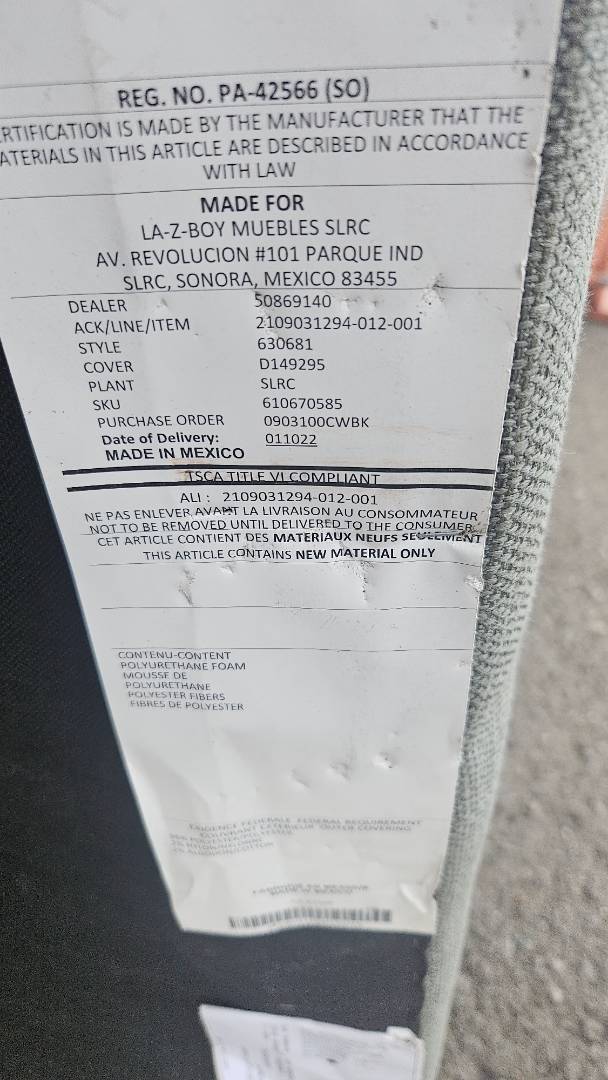 REG. NO. PA-42566 (SO)
RTIFICATION IS MADE BY THE MANUFACTURER THAT THE
ATERIALS IN THIS ARTICLE ARE DESCRIBED IN ACCORDANCE
WITH LAW
MADE FOR
LA-Z-BOY MUEBLES SLRC
AV. REVOLUCION #101 PARQUE IND
SLRC, SONORA, MEXICO 83455
DEALER 50869140
ACK/LINE/ITEM 2109031294-012-001
STYLE 630681
COVER D149295
PLANT SLRC
SKU 610670585
PURCHASE ORDER 0903100CWBK
Date of Delivery: 011022
MADE IN MEXICO
TSCA TITLE VI COMPLIANT
ALI : 2109031294-012-001
NE PAS ENLEVER AVANT LA LIVRAISON AU CONSOMMATEUR
NOT TO BE REMOVED UNTIL DELIVERED TO THE CONSUMER
CET ARTICLE CONTIENT DES MATERIAUX NEUFS SEULEMENT
THIS ARTICLE CONTAINS NEW MATERIAL ONLY
CONTENU-CONTENT
POLYURETHANE FOAM
MOUSSE DE
POLYURETHANE
POLYESTER FIBERS
FIBRES DE POLYESTER
EXIGENCE FEDERALE FEDERAL REQUIREMENT
COUVRANT EXTERIEUR OUTER COVERING